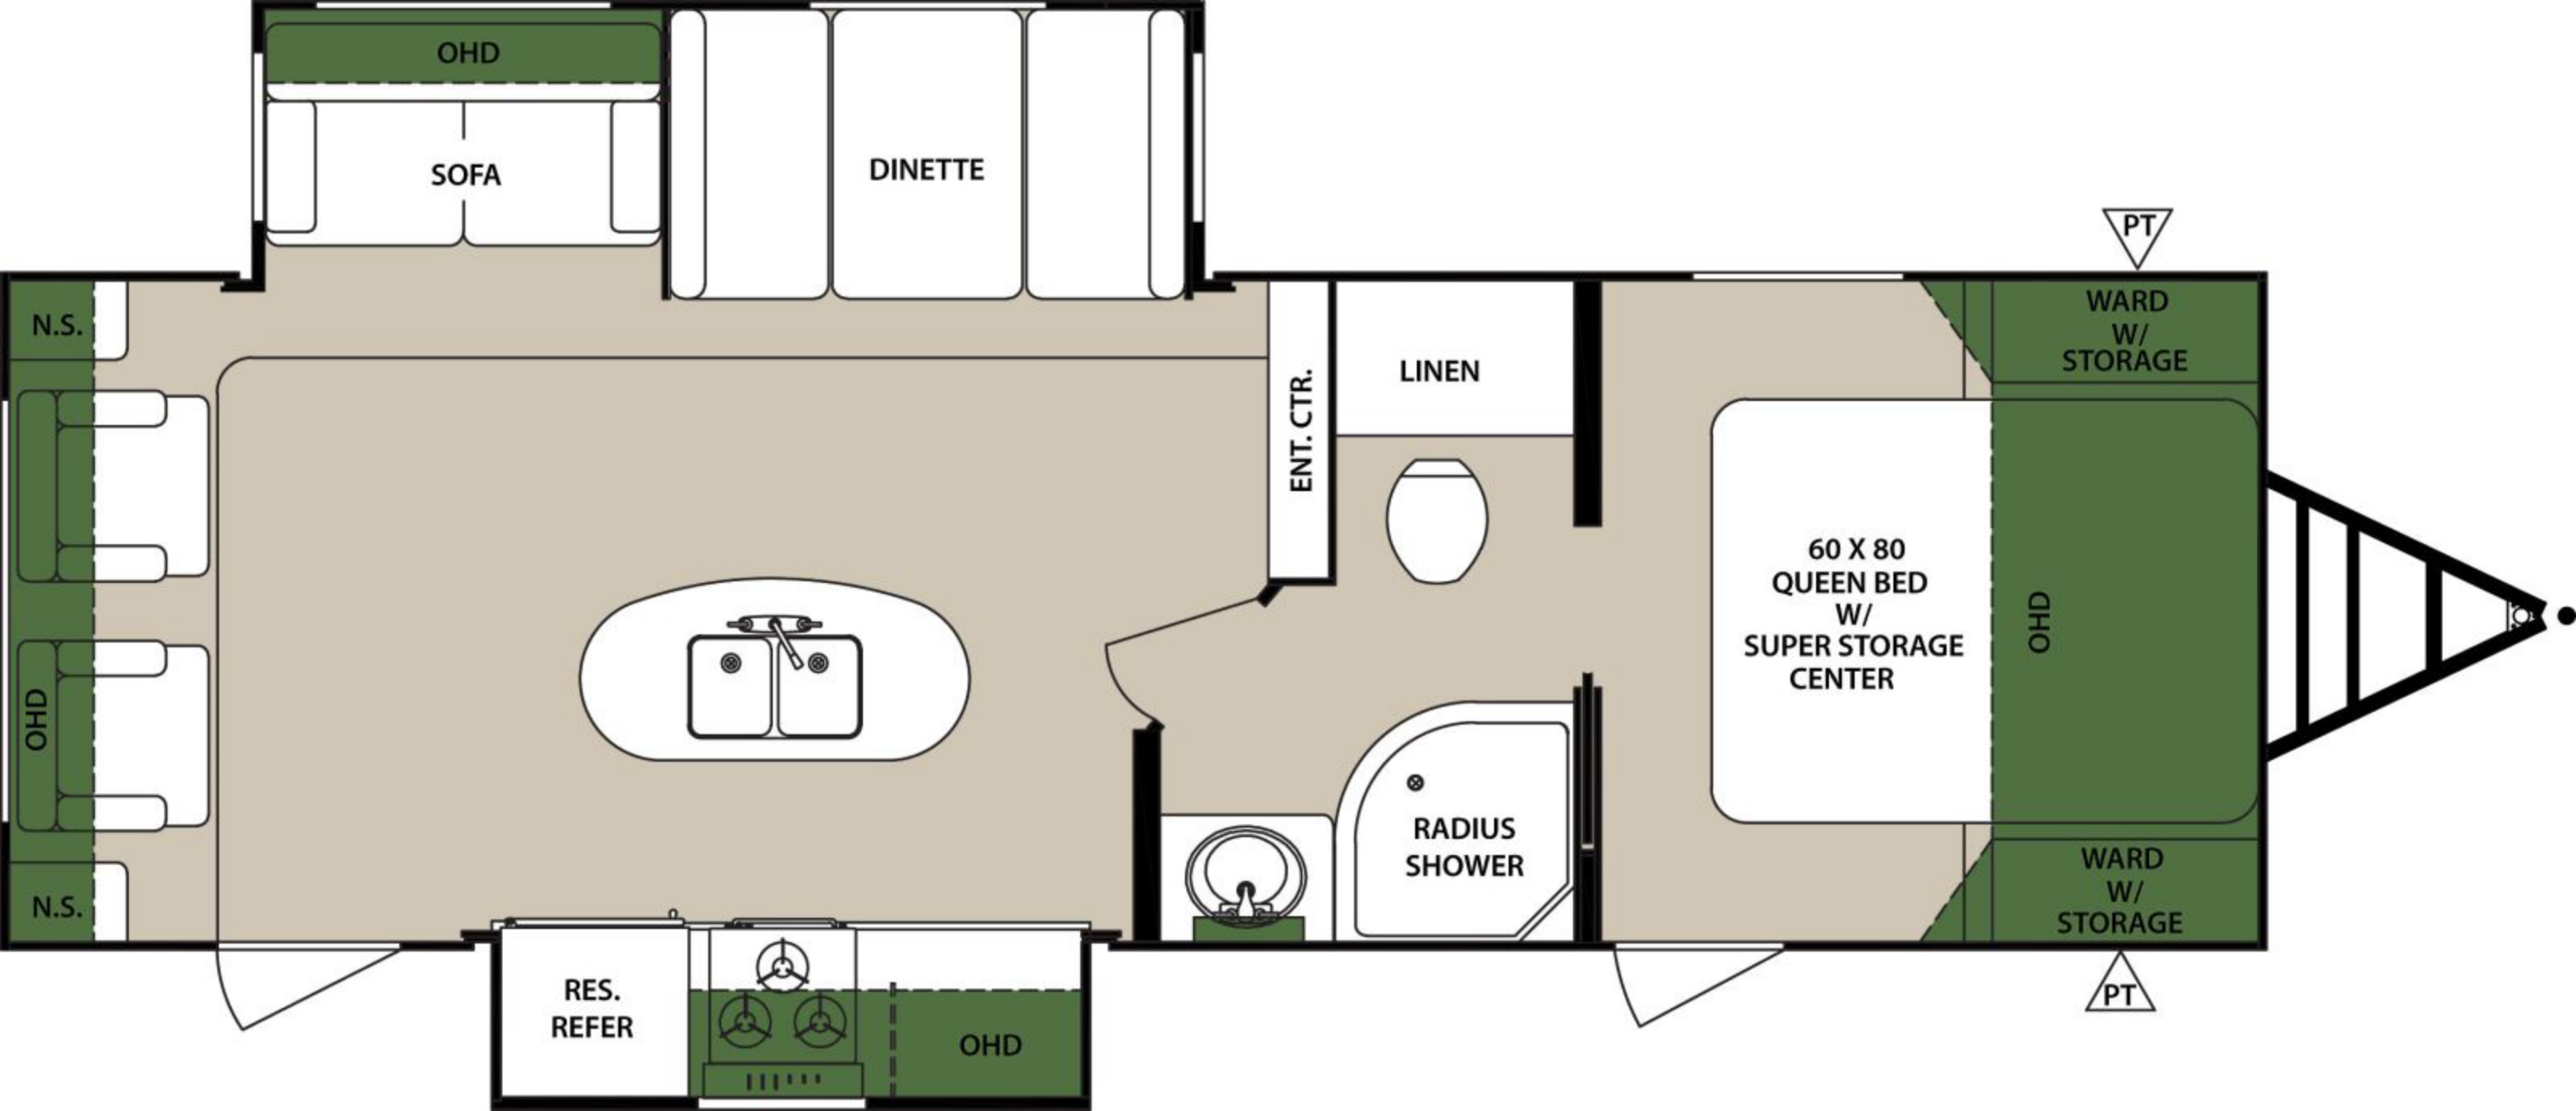 OHD
SOFA
DINETTE
PT
N.S.
WARD
W/
STORAGE
LINEN
ENT. CTR.
60 X 80
QUEEN BED
W/
SUPER STORAGE
CENTER
OHD
OHD
RADIUS
SHOWER
WARD
W/
STORAGE
N.S.
RES.
REFER
OHD
PT